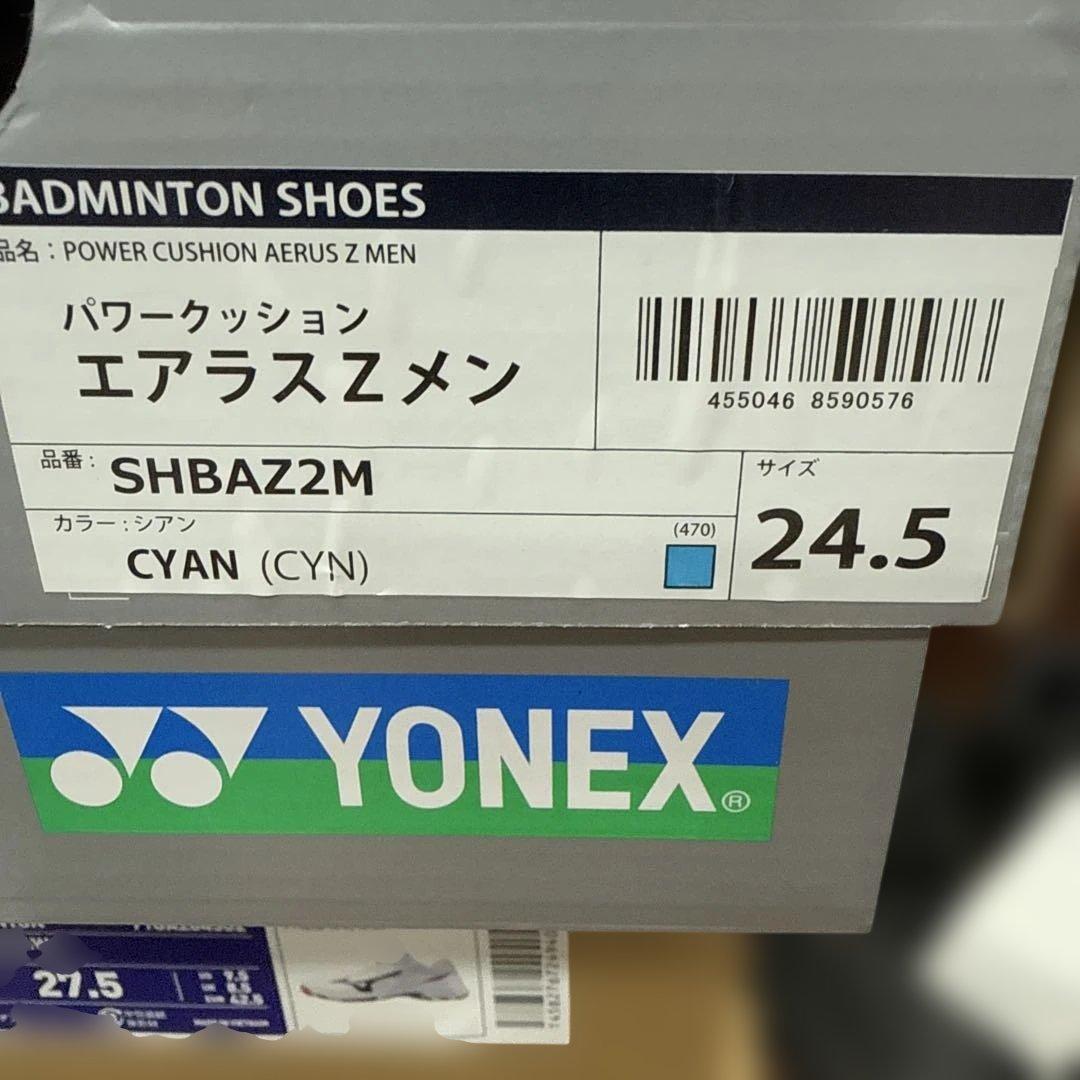 BADMINTON SHOES
品名：POWER CUSHION AERUS Z MEN
パワークッション
エアラスZ メン
455046 8590576
品番： SHBAZ2M
サイズ
24.5
カラー：シアン
CYAN (CYN)
(470)
YONEX®
27.5